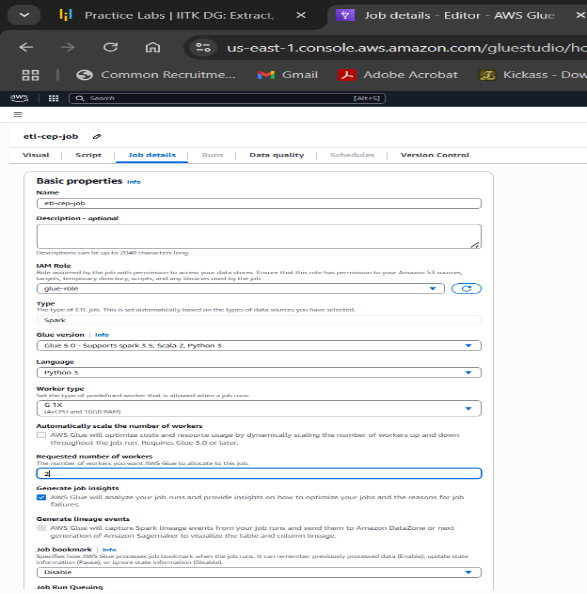 Practice Labs | IITK DG: Extract,
Job details - Editor - AWS Glue
us-east-1.console.aws.amazon.com/gluestudio/ho
Common Recruitme...
Gmail
Adobe Acrobat
Kickass - Dow
aws
Search
[Alt+S]
etl-cep-job
Visual
Script
Job details
Runs
Data quality
Schedules
Version Control
Basic properties Info
Name
etl-cep-job
Description - optional
Descriptions can be up to 2048 characters long.
IAM Role
Role assumed by the job with permission to access your data stores. Ensure that this role has permission to your Amazon S3 sources,
targets, temporary directory, scripts, and any libraries used by the job.
glue-role
Type
The type of ETL job. This is set automatically based on the types of data sources you have selected.
Spark
Glue version | Info
Glue 5.0 - Supports spark 3.5, Scala 2, Python 3
Language
Python 3
Worker type
Set the type of predefined worker that is allowed when a job runs.
G 1X
(4vCPU and 16GB RAM)
Automatically scale the number of workers
AWS Glue will optimize costs and resource usage by dynamically scaling the number of workers up and down
throughout the job run. Requires Glue 3.0 or later.
Requested number of workers
The number of workers you want AWS Glue to allocate to this job.
2
Generate job insights
AWS Glue will analyze your job runs and provide insights on how to optimize your jobs and the reasons for job
failures.
Generate lineage events
AWS Glue will capture Spark lineage events from your job runs and send them to Amazon DataZone or next
generation of Amazon Sagemaker to visualize the table and column lineage.
Job bookmark | Info
Specifies how AWS Glue processes job bookmark when the job runs. It can remember previously processed data (Enable), update state
information (Pause), or ignore state information (Disable).
Disable
Job Run Queuing